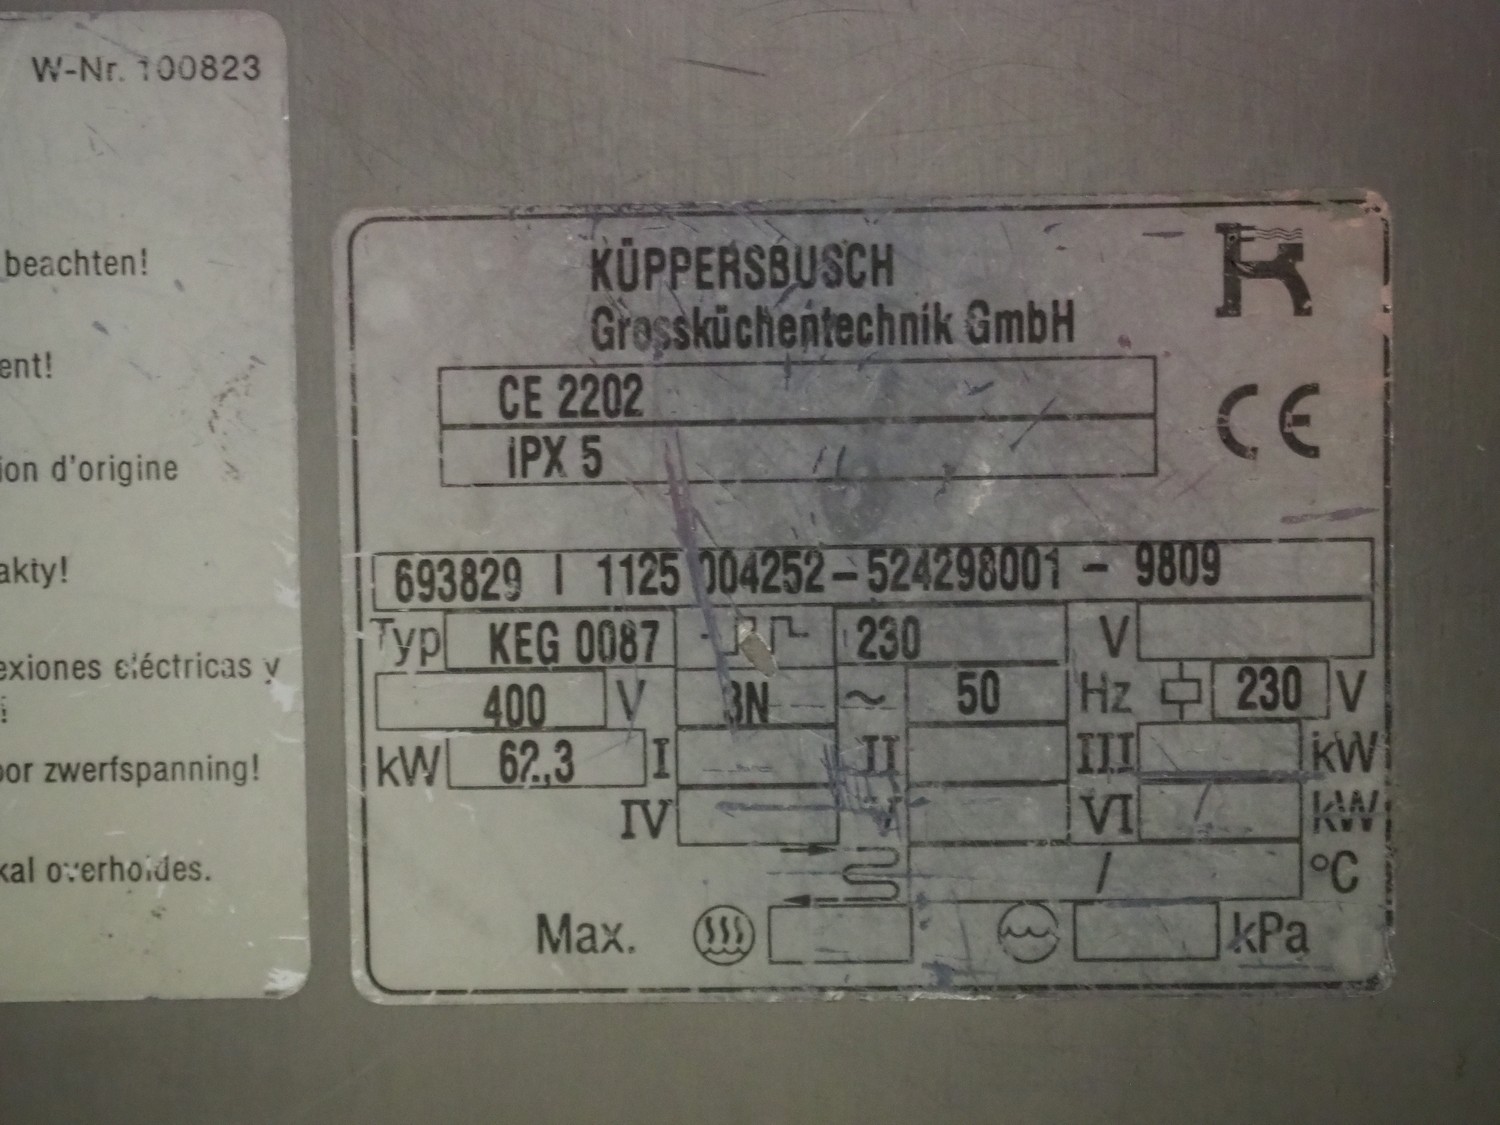 W-Nr. 100823
beachten!
ent!
ion d'origine
akty!
exiones eléctricas y
!
oor zwerfspanning!
kal overhoides.
KÜPPERSBUSCH
Grossküchentechnik GmbH
CE 2202
IPX 5
CE
693829 | 1125 004252 - 524298001 - 9809
Typ KEG 0087 230 V
400 V 3N ~ 50 Hz 230 V
kW 62,3 I II III kW
IV V VI kW
/ °C
Max. kPa